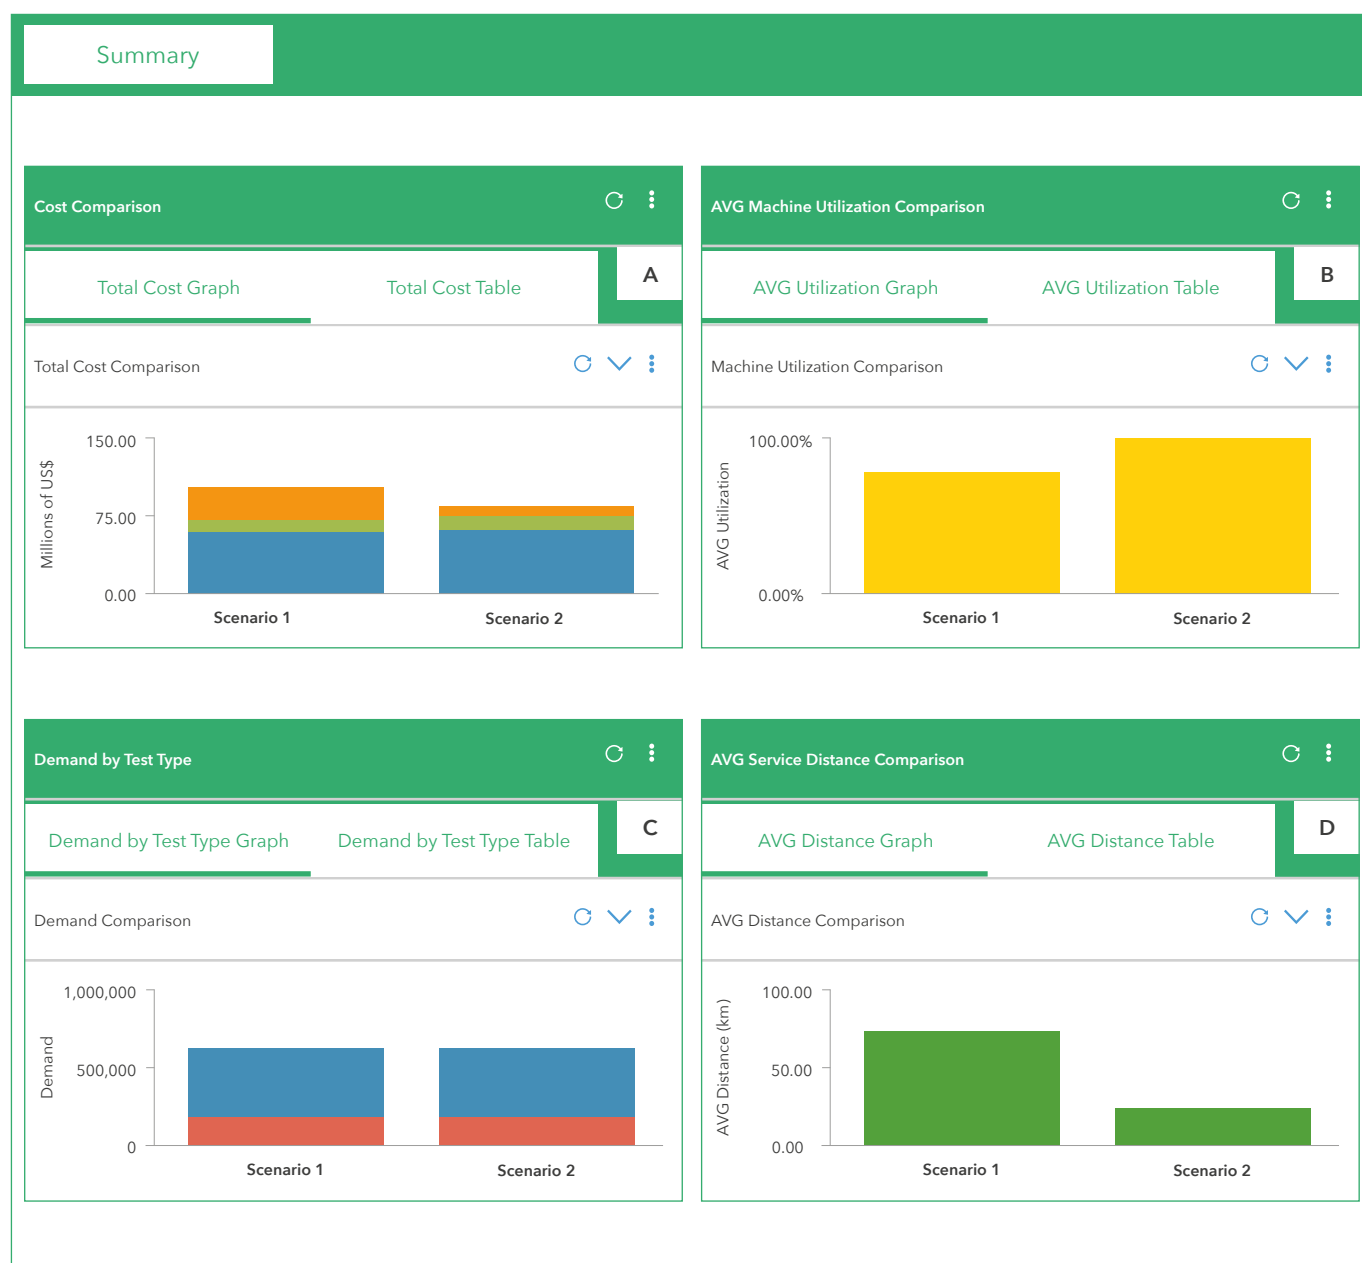 Summary
Cost Comparison
Total Cost Graph
Total Cost Table
A
Total Cost Comparison
Millions of US$
150.00
75.00
0.00
Scenario 1
Scenario 2
AVG Machine Utilization Comparison
AVG Utilization Graph
AVG Utilization Table
B
Machine Utilization Comparison
AVG Utilization
100.00%
0.00%
Scenario 1
Scenario 2
Demand by Test Type
Demand by Test Type Graph
Demand by Test Type Table
C
Demand Comparison
Demand
1,000,000
500,000
0
Scenario 1
Scenario 2
AVG Service Distance Comparison
AVG Distance Graph
AVG Distance Table
D
AVG Distance Comparison
AVG Distance (km)
100.00
50.00
0.00
Scenario 1
Scenario 2